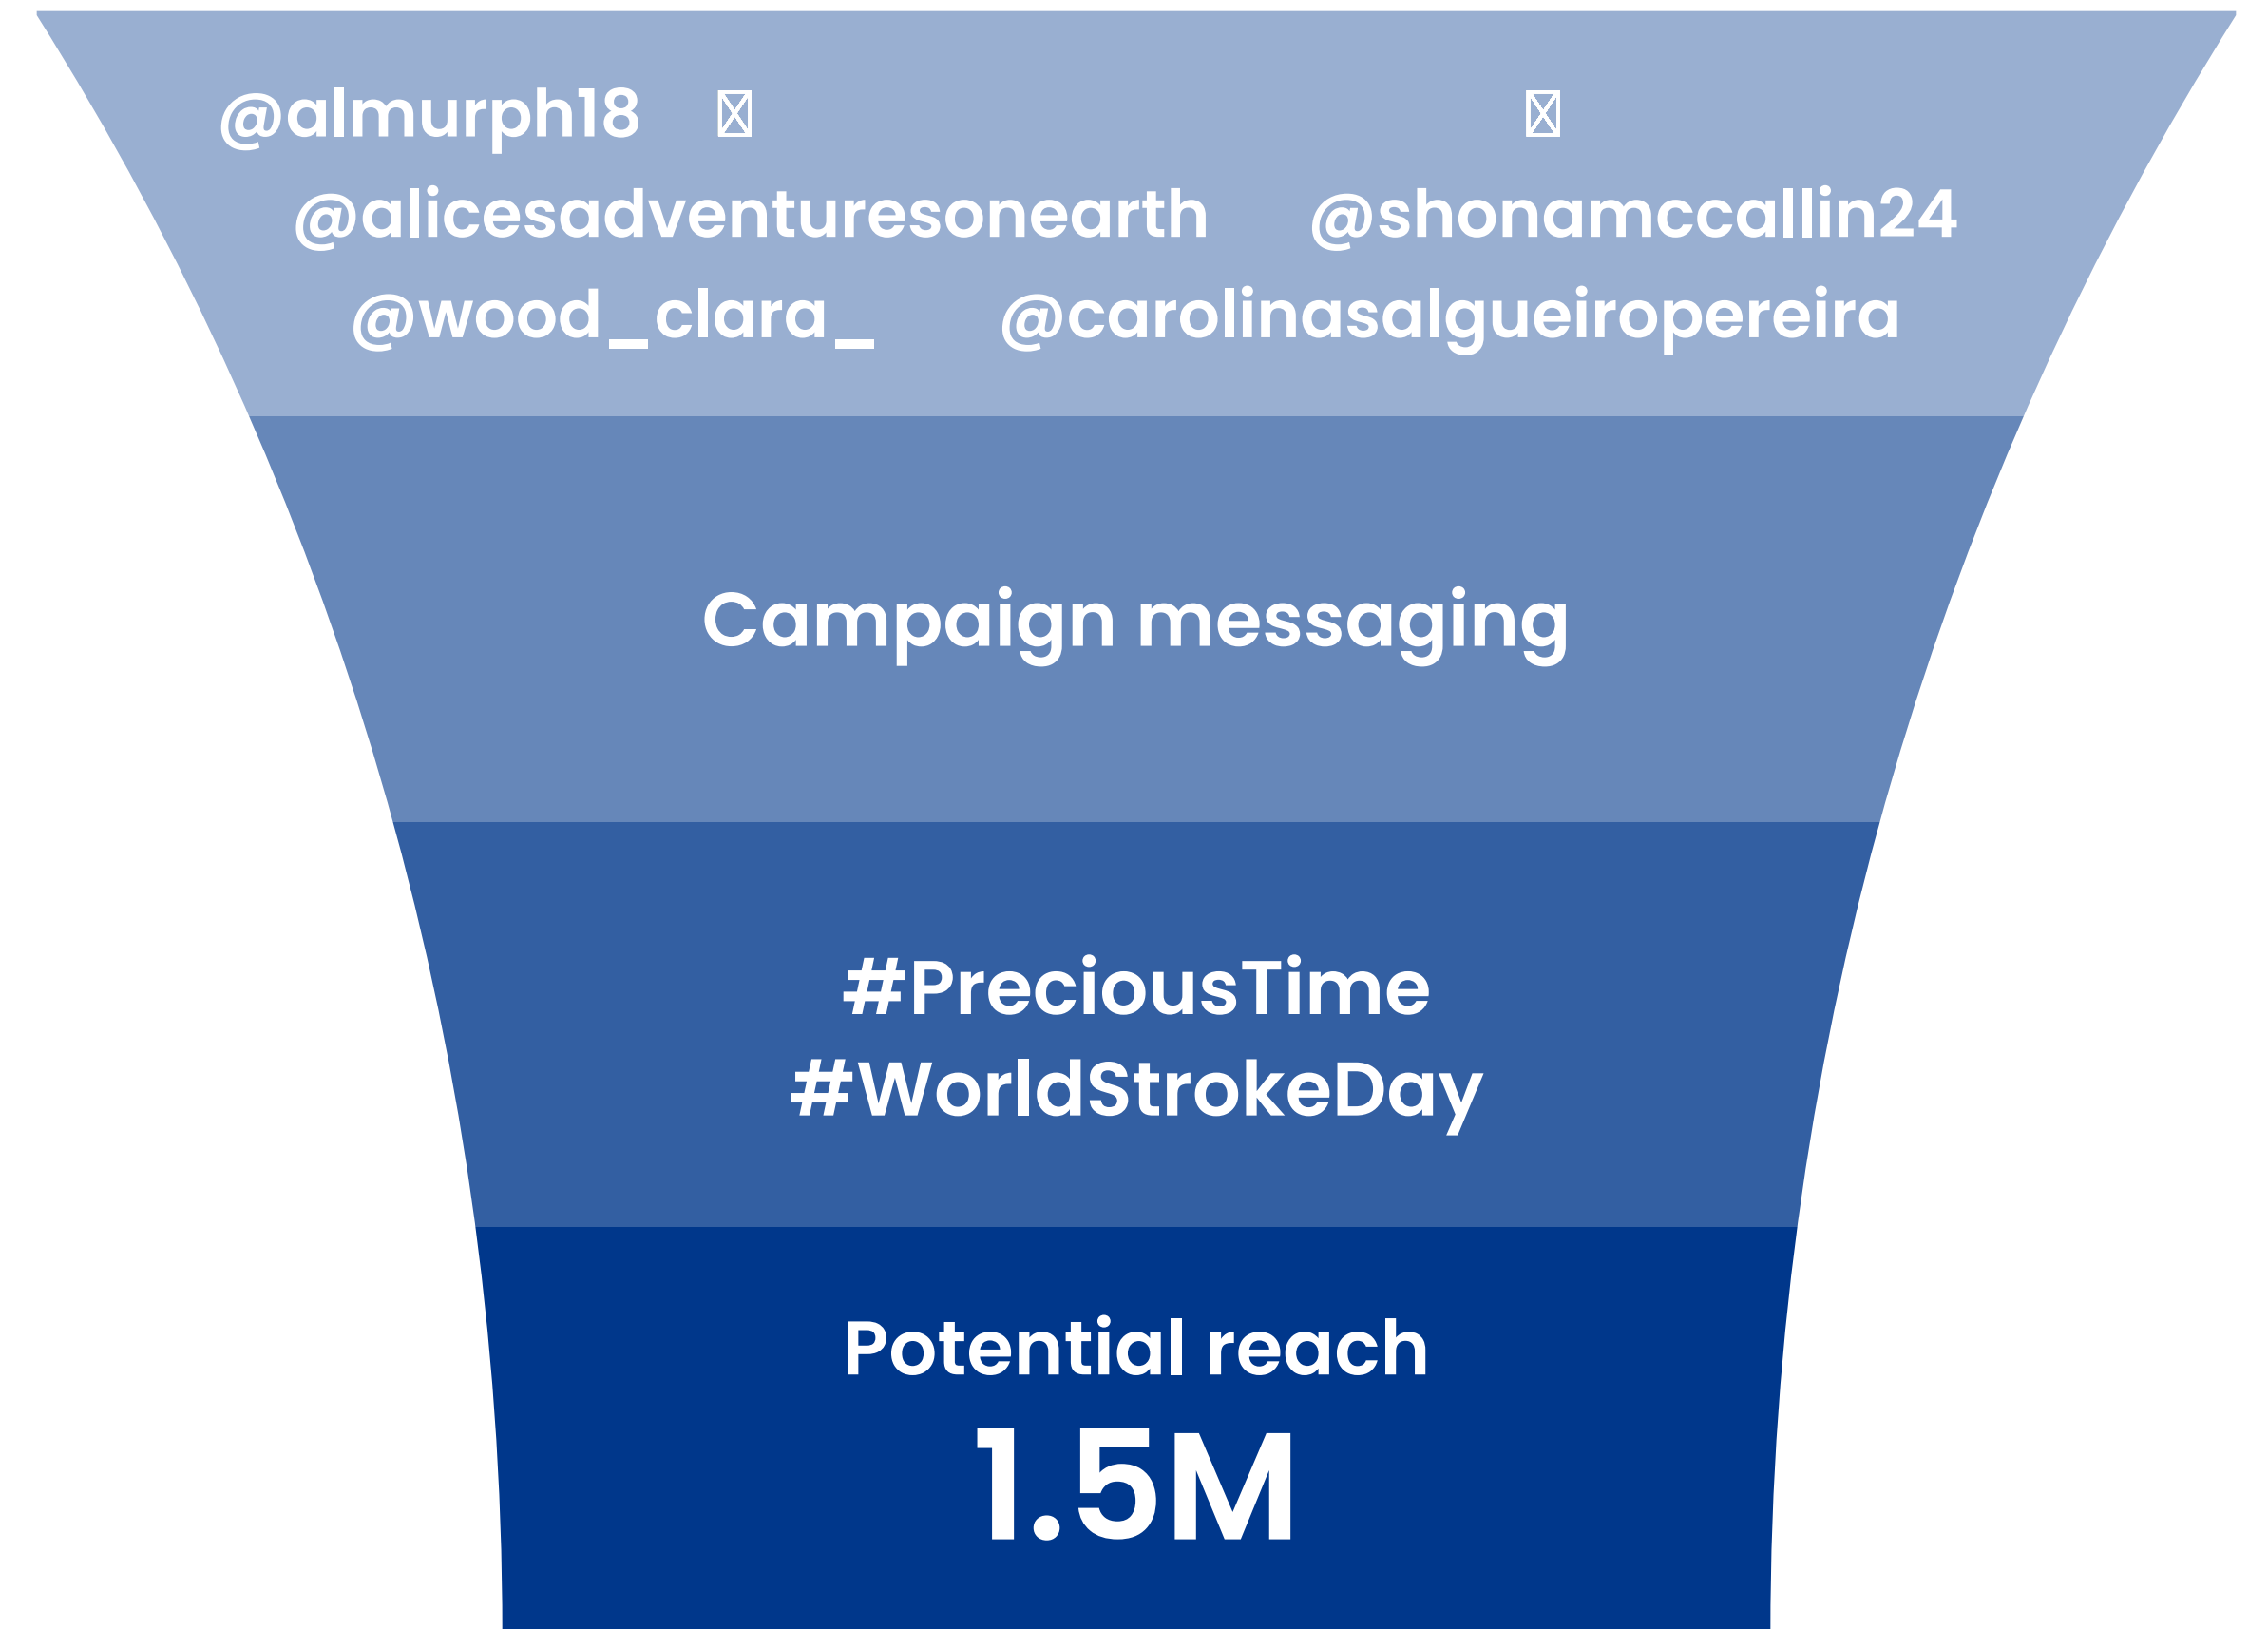 @almurph18
@alicesadventuresonearth @shonamccallin24
@wood_clara_ @carolinasalgueiropereira
Campaign messaging
#PreciousTime
#WorldStrokeDay
Potential reach
1.5M